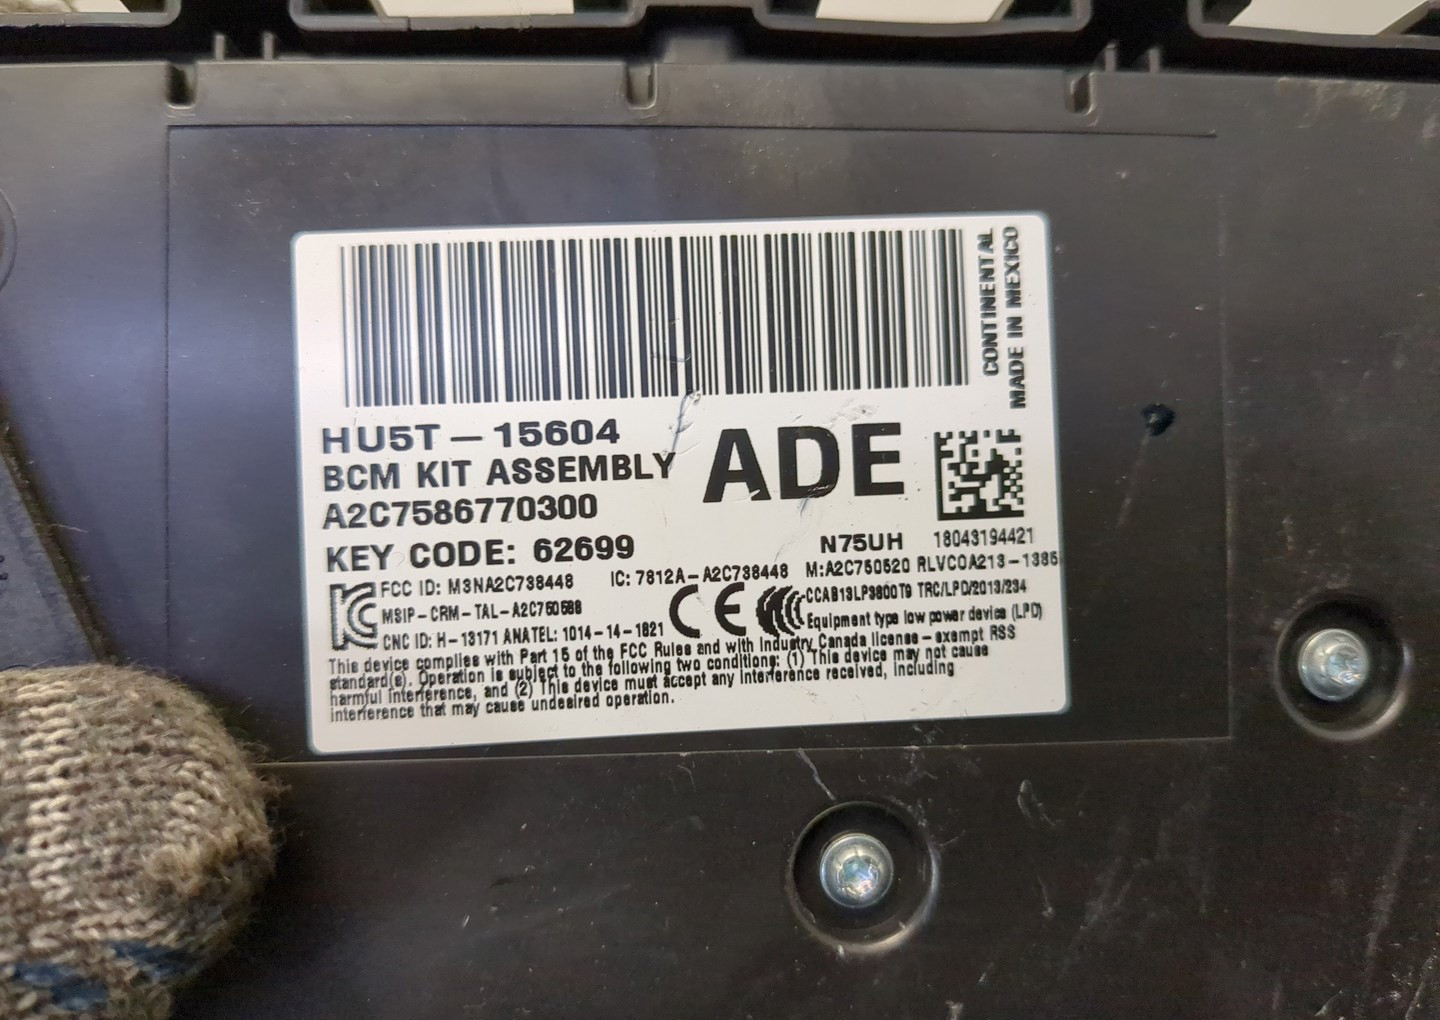 CONTINENTAL
MADE IN MEXICO
HU5T-15604
BCM KIT ASSEMBLY
ADE
A2C7586770300
KEY CODE: 62699
N75UH 18043194421
FCC ID: M3NA2C738448 IC: 7812A-A2C738448 M:A2C750520 RLVCOA213-1385
MSIP-CRM-TAL-A2C750588 CE CCAB13LP3800T9 TRC/LPD/2013/234
Equipment type low power device (LPD)
CNC ID: H-13171 ANATEL: 1014-14-1821
This device complies with Part 15 of the FCC Rules and with Industry Canada license-exempt RSS
standard(s). Operation is subject to the following two conditions: (1) This device may not cause
harmful interference, and (2) This device must accept any interference received, including
interference that may cause undesired operation.